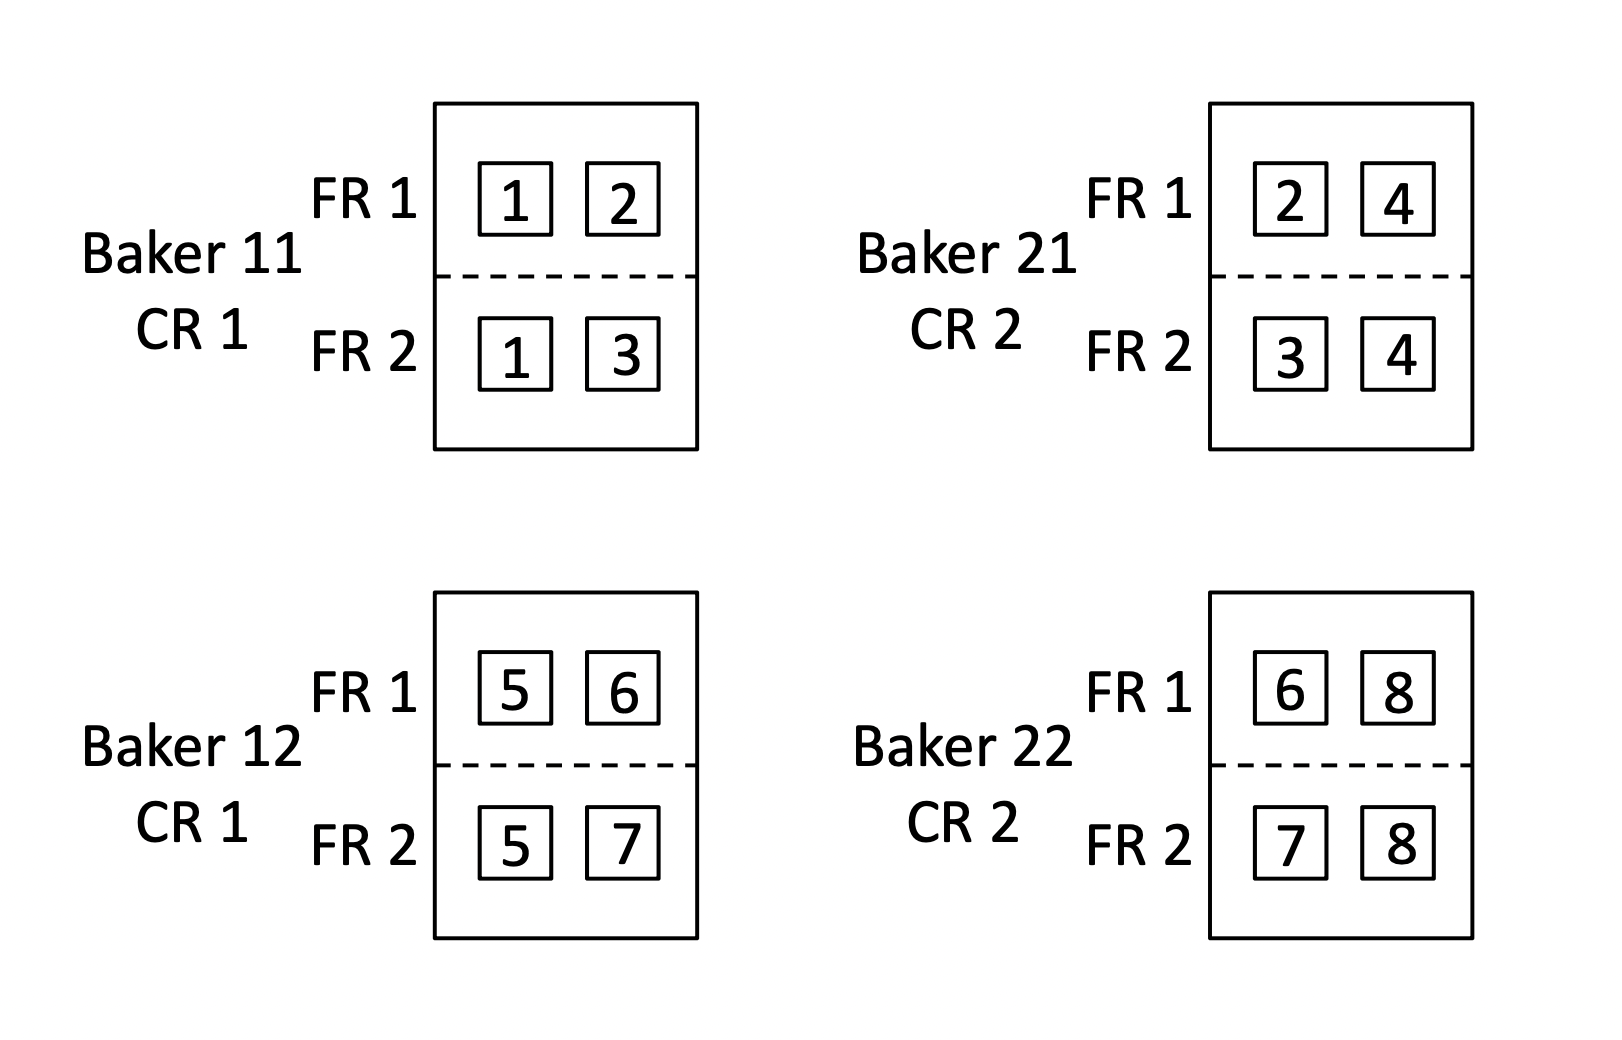 FR 1 1 2
Baker 11
CR 1
FR 2 1 3
FR 1 2 4
Baker 21
CR 2
FR 2 3 4
FR 1 5 6
Baker 12
CR 1
FR 2 5 7
FR 1 6 8
Baker 22
CR 2
FR 2 7 8